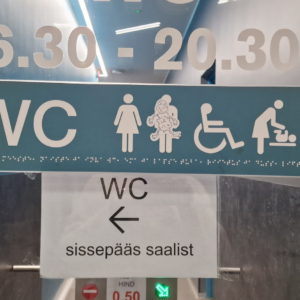 6.30 - 20.30
WC
WC
←
sissepääs saalist
HIND
0.50